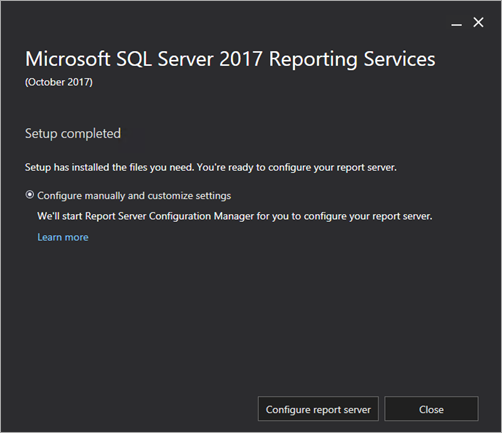 Microsoft SQL Server 2017 Reporting Services
(October 2017)
Setup completed
Setup has installed the files you need. You're ready to configure your report server.
Configure manually and customize settings
We'll start Report Server Configuration Manager for you to configure your report server.
Learn more
Configure report server
Close